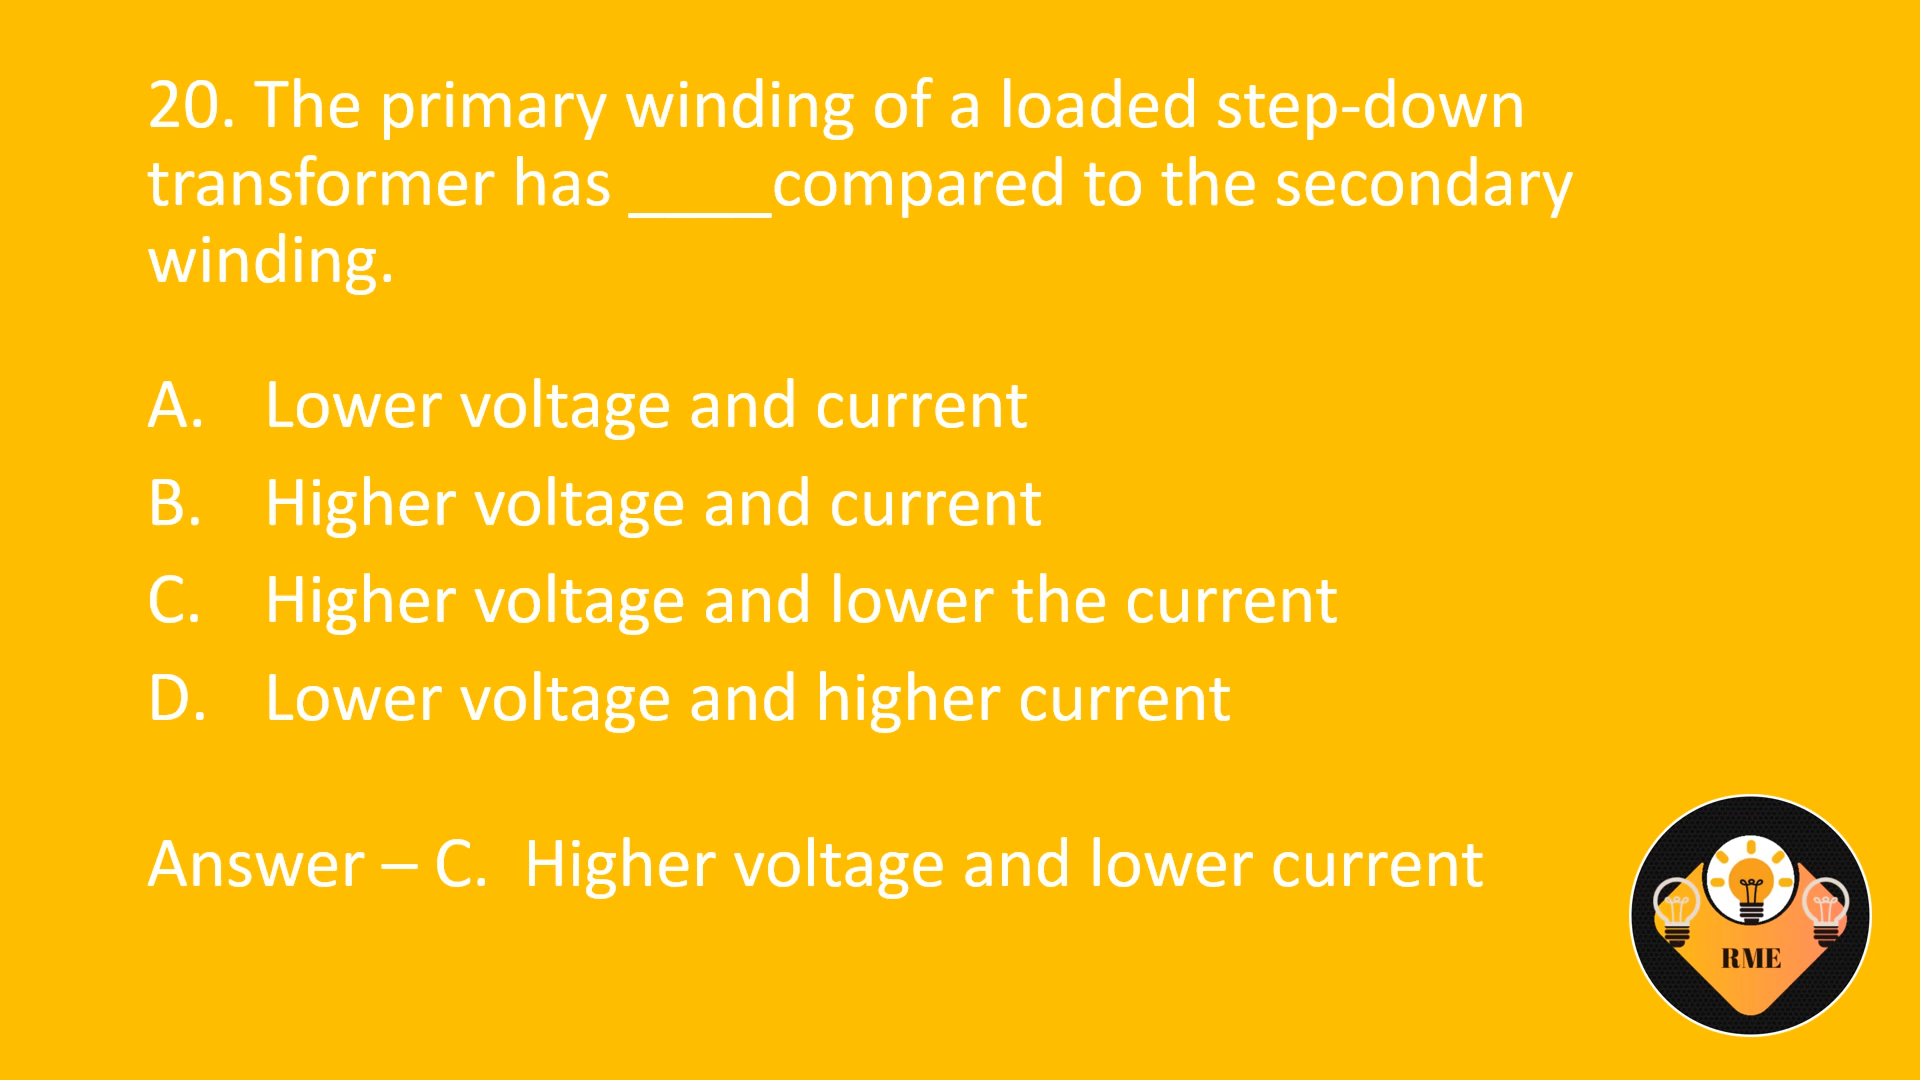 20. The primary winding of a loaded step-down
transformer has ____compared to the secondary
winding.
A. Lower voltage and current
B. Higher voltage and current
C. Higher voltage and lower the current
D. Lower voltage and higher current
Answer – C. Higher voltage and lower current
RME